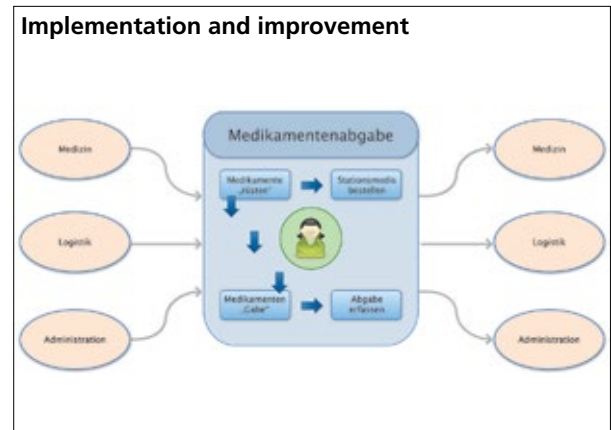 Implementation and improvement
Medikamentenabgabe
Medizin
Medikamente
„rüsten“
Stationsmedis
bestellen
Medizin
Logistik
Logistik
Medikamenten
„Gabe“
Abgabe
erfassen
Administration
Administration